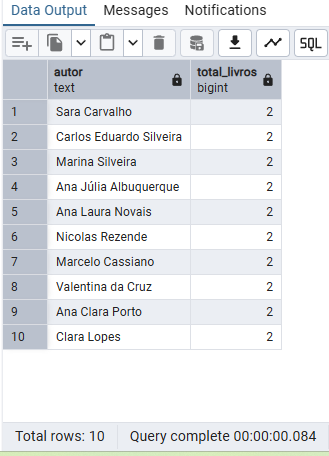 Data Output Messages Notifications
SQL
autor total_livros
text bigint
1 Sara Carvalho 2
2 Carlos Eduardo Silveira 2
3 Marina Silveira 2
4 Ana Júlia Albuquerque 2
5 Ana Laura Novais 2
6 Nicolas Rezende 2
7 Marcelo Cassiano 2
8 Valentina da Cruz 2
9 Ana Clara Porto 2
10 Clara Lopes 2
Total rows: 10 Query complete 00:00:00.084